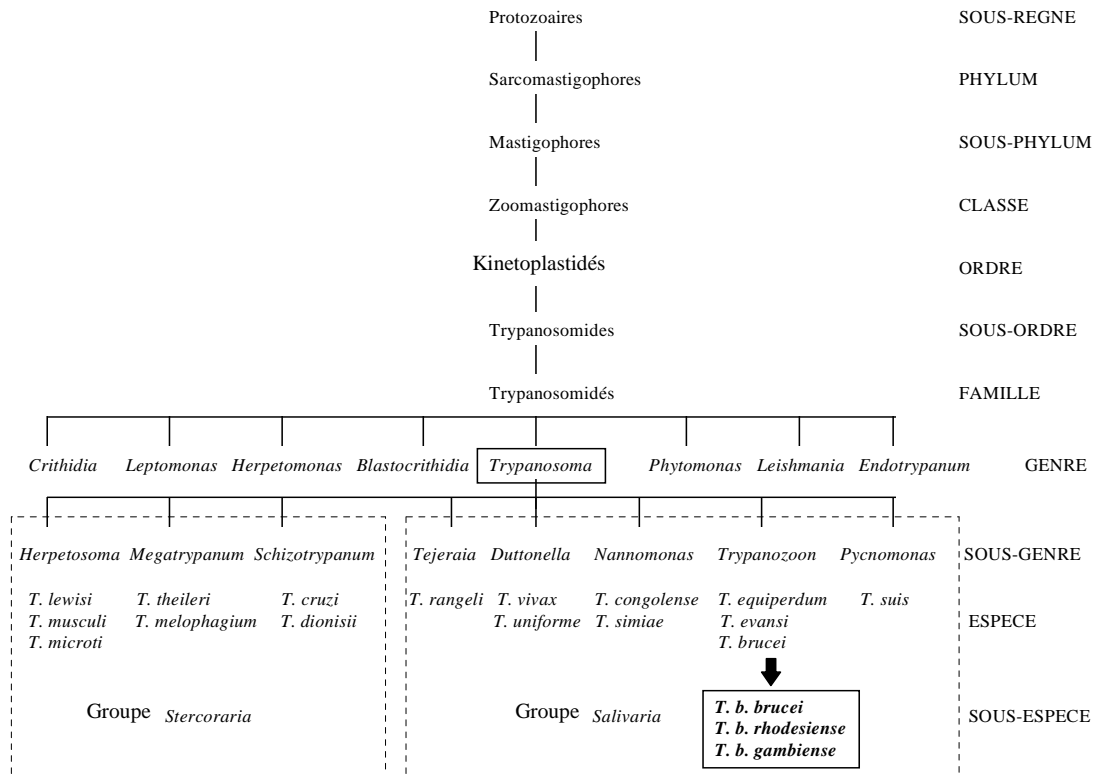 Protozoaires SOUS-REGNE
Sarcomastigophores PHYLUM
Mastigophores SOUS-PHYLUM
Zoomastigophores CLASSE
Kinetoplastidés ORDRE
Trypanosomides SOUS-ORDRE
Trypanosomidés FAMILLE
Crithidia Leptomonas Herpetomonas Blastocrithidia Trypanosoma Phytomonas Leishmania Endotrypanum GENRE
Herpetosoma Megatrypanum Schizotrypanum Tejeraia Duttonella Nannomonas Trypanozoon Pycnomonas SOUS-GENRE
T. lewisi T. theileri T. cruzi T. rangeli T. vivax T. congolense T. equiperdum T. suis
T. musculi T. melophagium T. dionisii T. uniforme T. simiae T. evansi ESPECE
T. microti T. brucei
Groupe Stercoraria Groupe Salivaria T. b. brucei SOUS-ESPECE
T. b. rhodesiense
T. b. gambiense